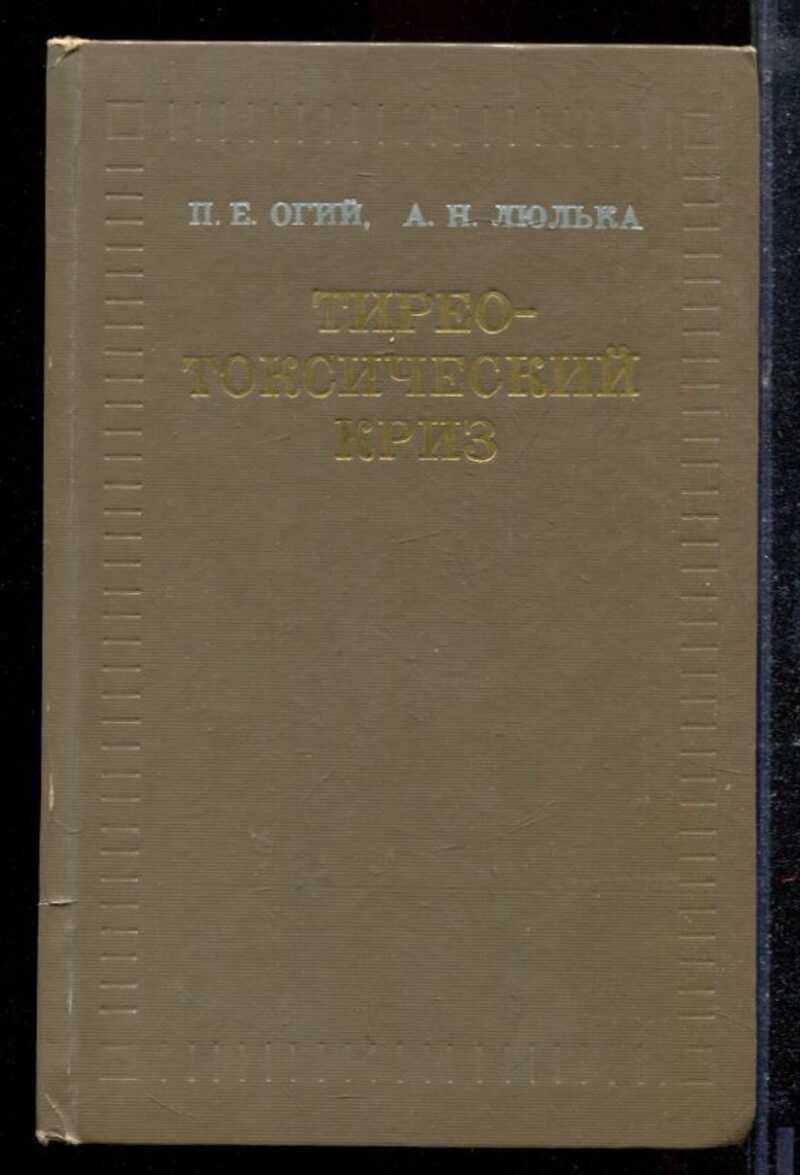 П. Е. ОГИЙ, А. Н. ЛЮЛЬКА
ТИРЕО-
ТОКСИЧЕСКИЙ
КРИЗ